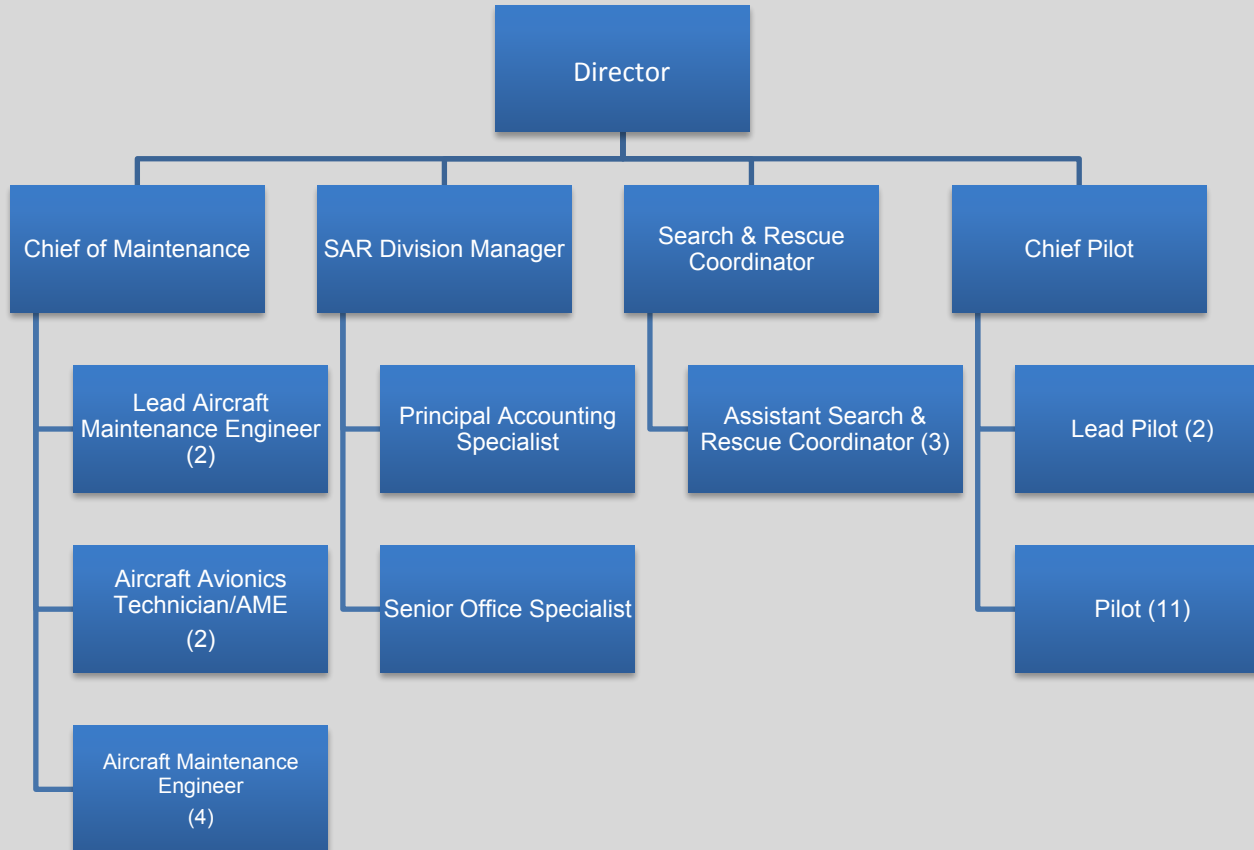 Director
Chief of Maintenance
SAR Division Manager
Search & Rescue
Coordinator
Chief Pilot
Lead Aircraft
Maintenance Engineer
(2)
Principal Accounting
Specialist
Assistant Search &
Rescue Coordinator (3)
Lead Pilot (2)
Aircraft Avionics
Technician/AME
(2)
Senior Office Specialist
Pilot (11)
Aircraft Maintenance
Engineer
(4)